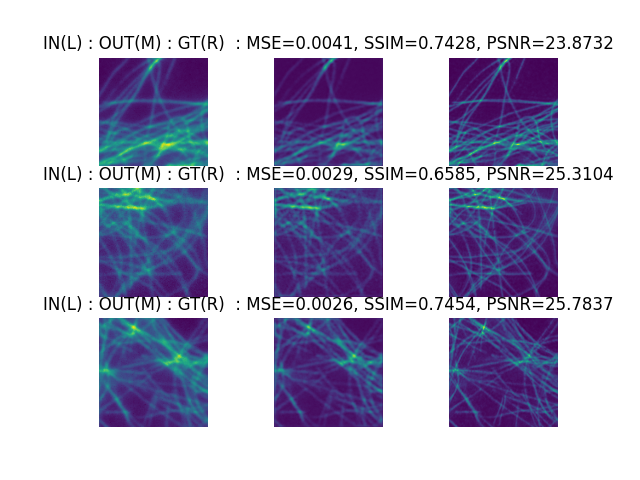 IN(L) : OUT(M) : GT(R)  : MSE=0.0041, SSIM=0.7428, PSNR=23.8732
IN(L) : OUT(M) : GT(R)  : MSE=0.0029, SSIM=0.6585, PSNR=25.3104
IN(L) : OUT(M) : GT(R)  : MSE=0.0026, SSIM=0.7454, PSNR=25.7837